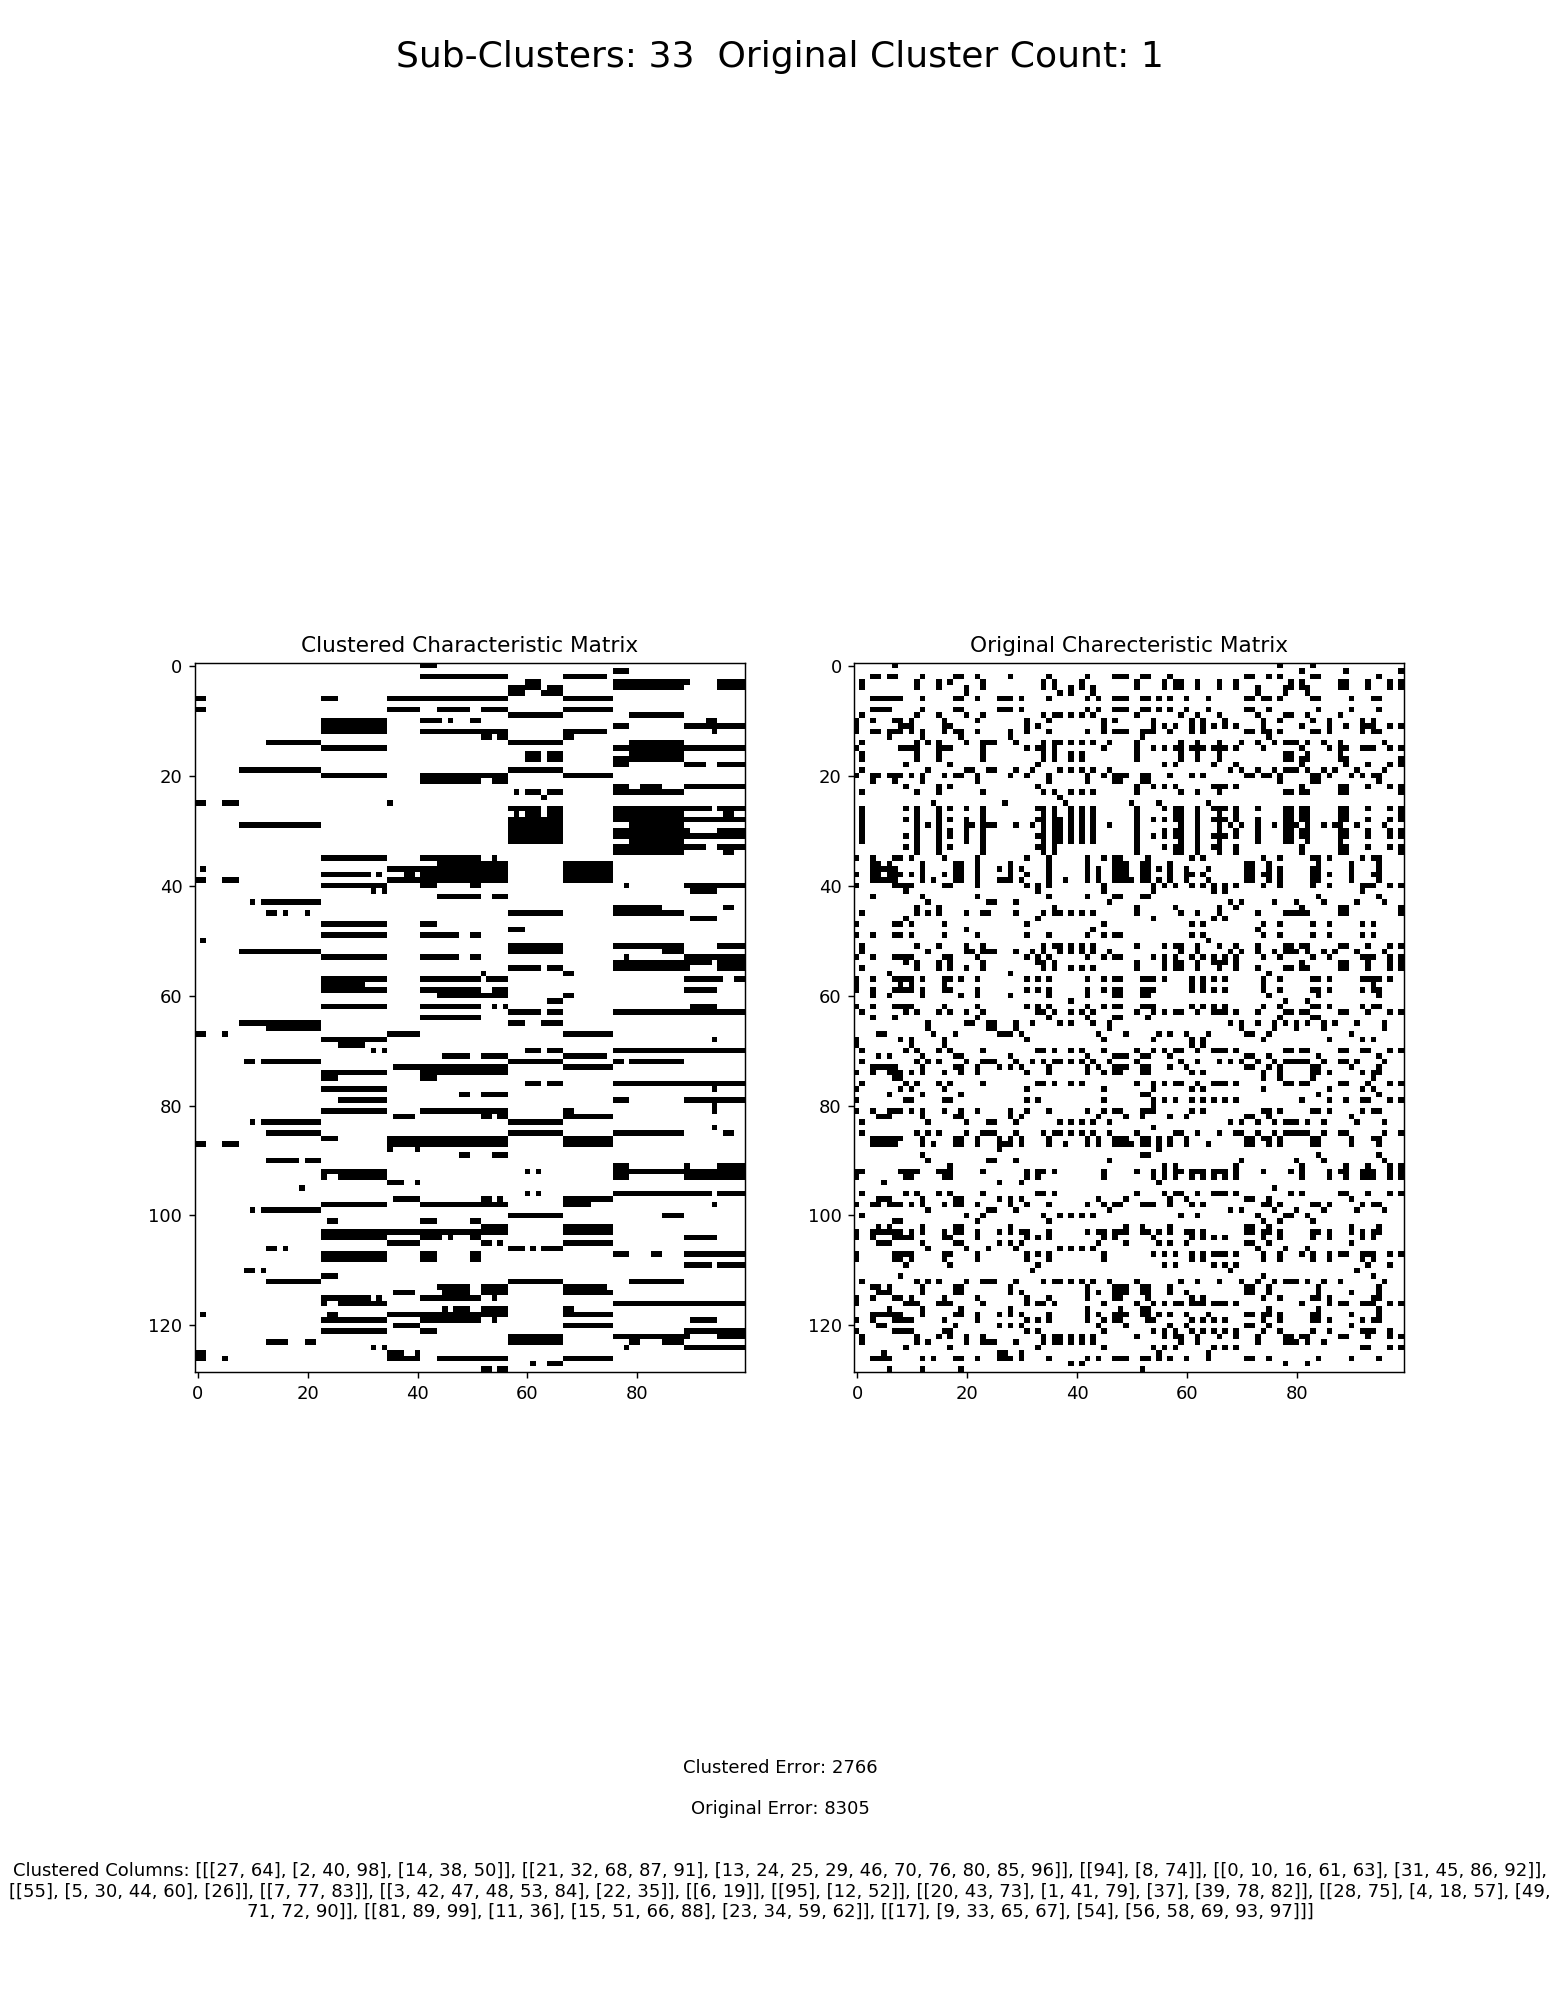 Sub-Clusters: 33  Original Cluster Count: 1
Clustered Characteristic Matrix
Original Charecteristic Matrix
0
20
40
60
80
100
120
0 20 40 60 80
0
20
40
60
80
100
120
0 20 40 60 80
Clustered Error: 2766
Original Error: 8305
Clustered Columns: [[[27, 64], [2, 40, 98], [14, 38, 50]], [[21, 32, 68, 87, 91], [13, 24, 25, 29, 46, 70, 76, 80, 85, 96]], [[94], [8, 74]], [[0, 10, 16, 61, 63], [31, 45, 86, 92]],
[[55], [5, 30, 44, 60], [26]], [[7, 77, 83]], [[3, 42, 47, 48, 53, 84], [22, 35]], [[6, 19]], [[95], [12, 52]], [[20, 43, 73], [1, 41, 79], [37], [39, 78, 82]], [[28, 75], [4, 18, 57], [49,
71, 72, 90]], [[81, 89, 99], [11, 36], [15, 51, 66, 88], [23, 34, 59, 62]], [[17], [9, 33, 65, 67], [54], [56, 58, 69, 93, 97]]]